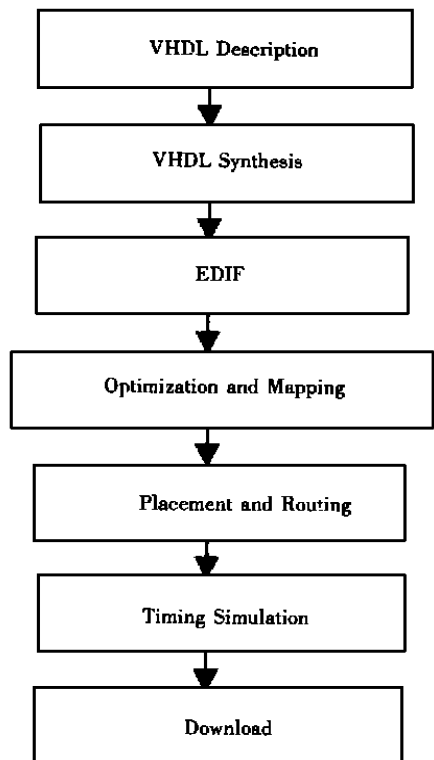 VHDL Description
VHDL Synthesis
EDIF
Optimization and Mapping
Placement and Routing
Timing Simulation
Download